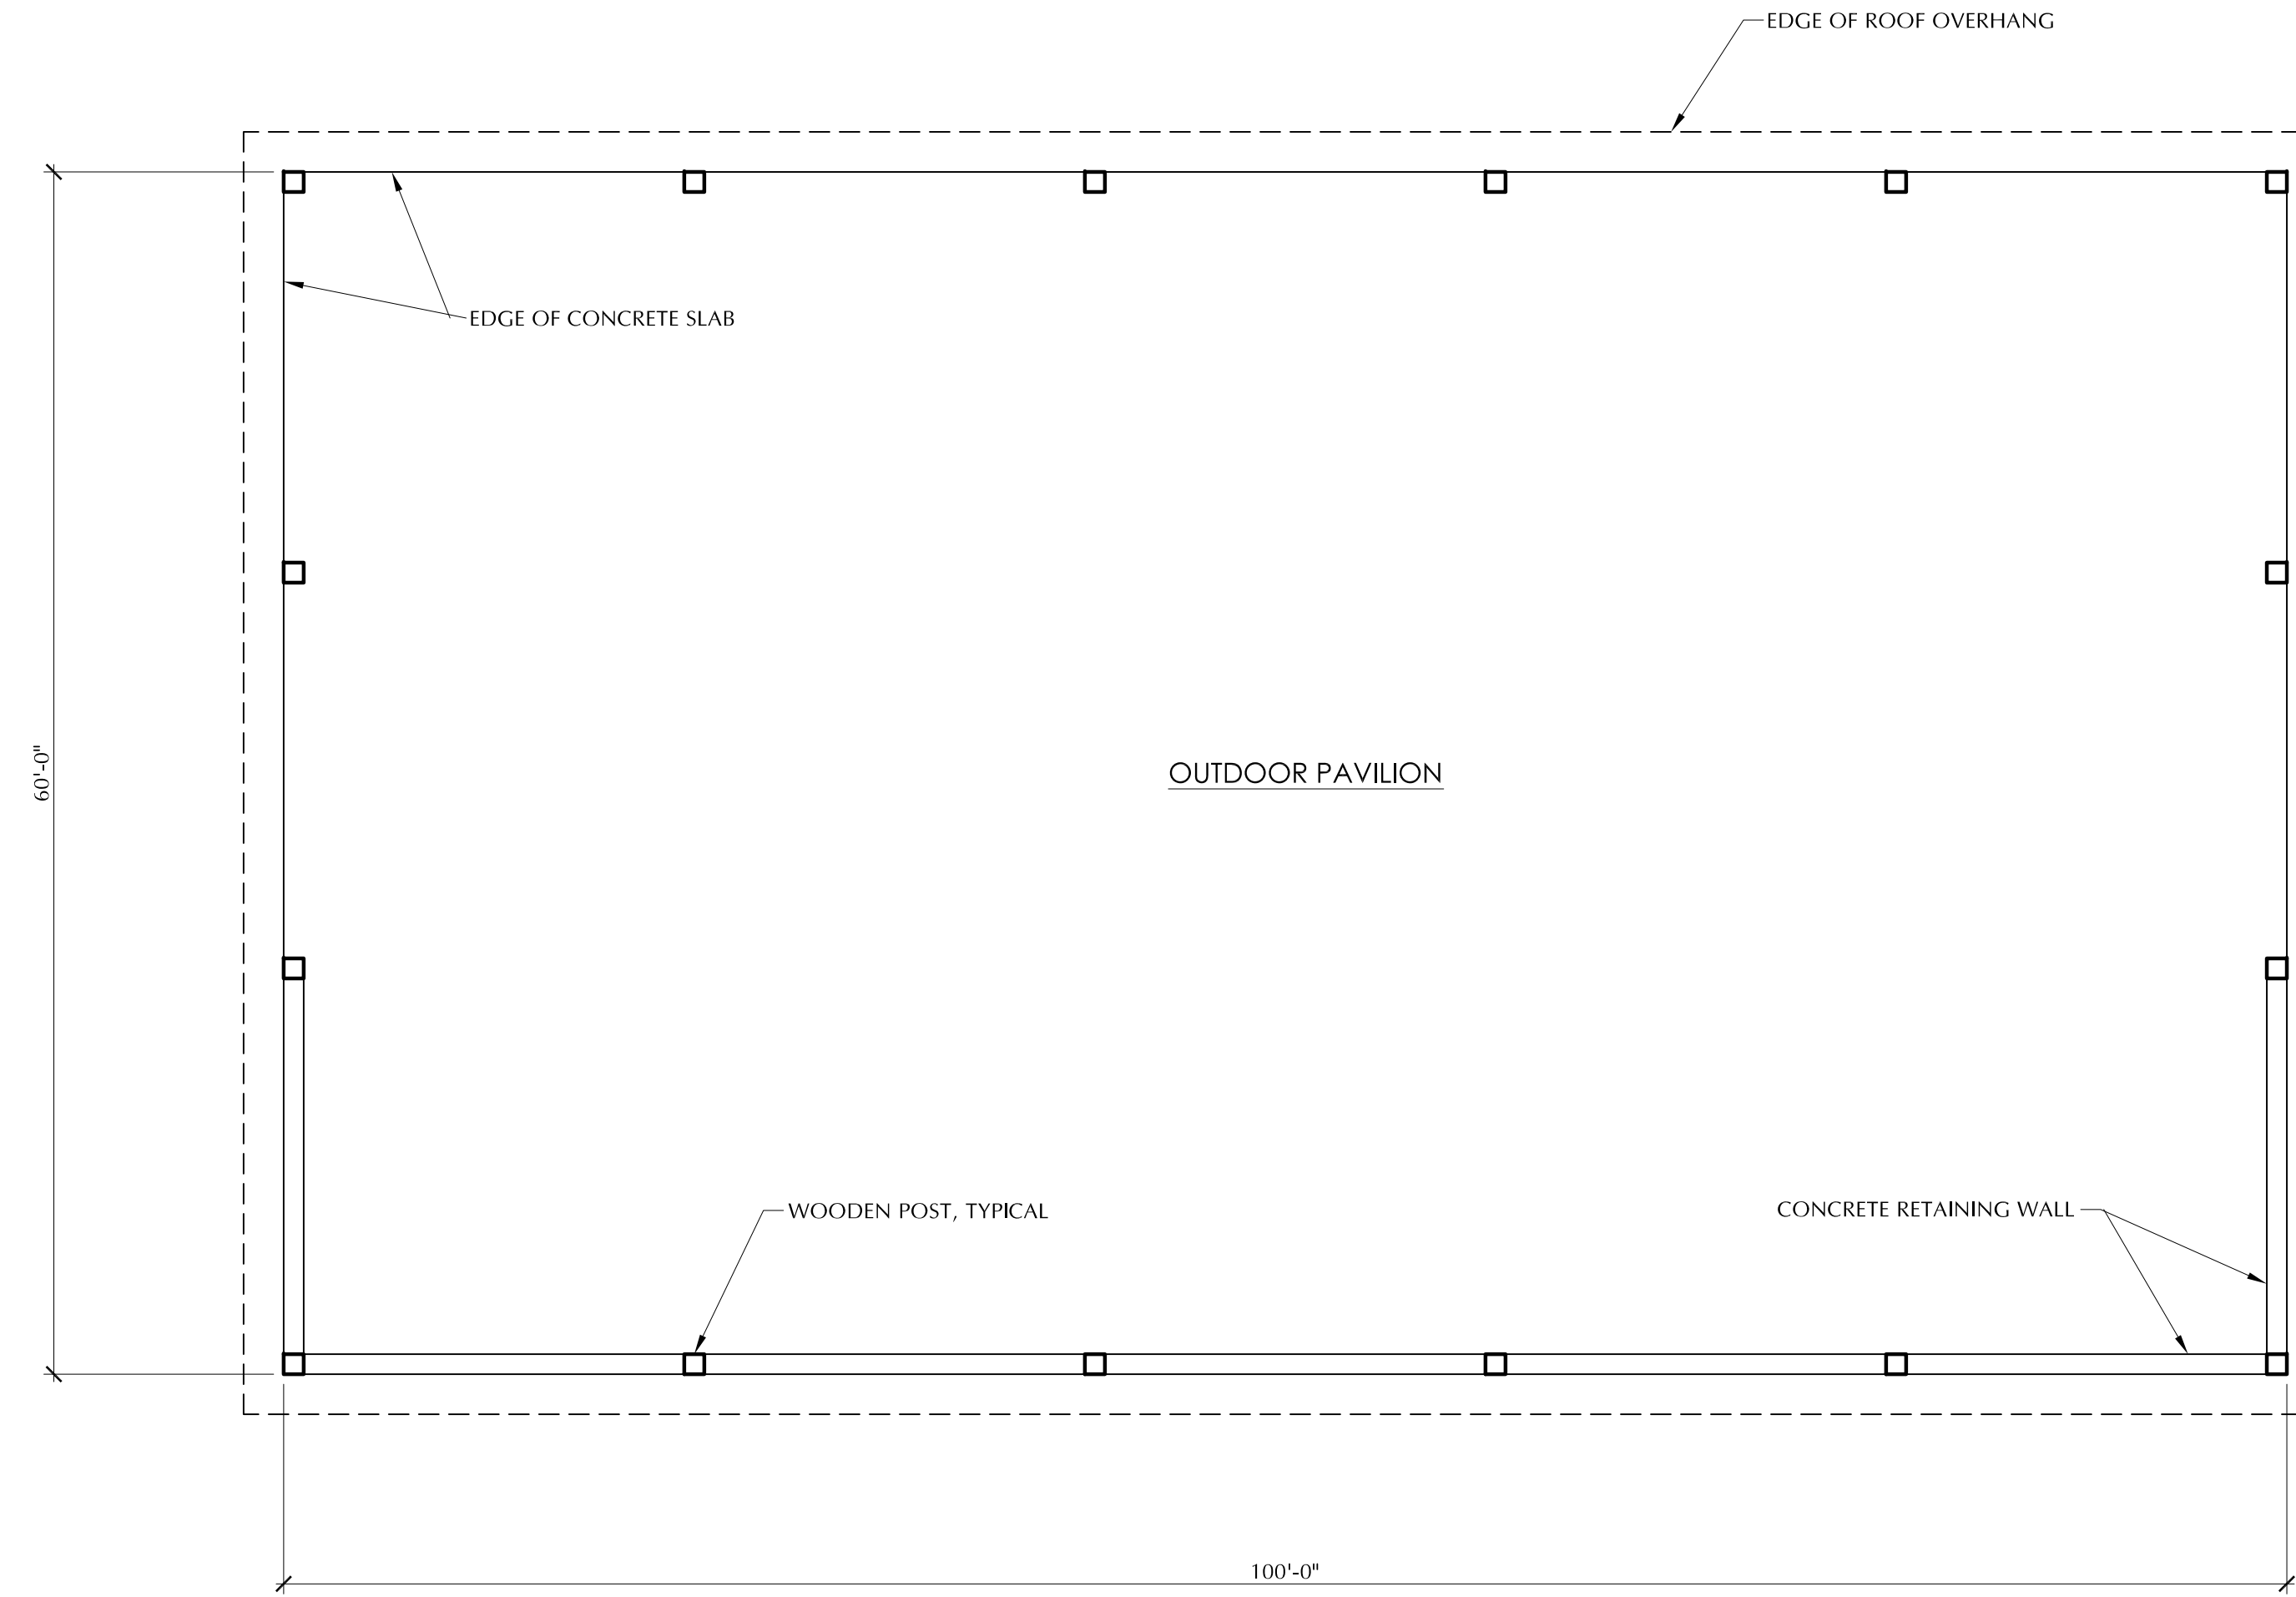 EDGE OF ROOF OVERHANG
EDGE OF CONCRETE SLAB
60'-0"
OUTDOOR PAVILION
WOODEN POST, TYPICAL
CONCRETE RETAINING WALL
100'-0"